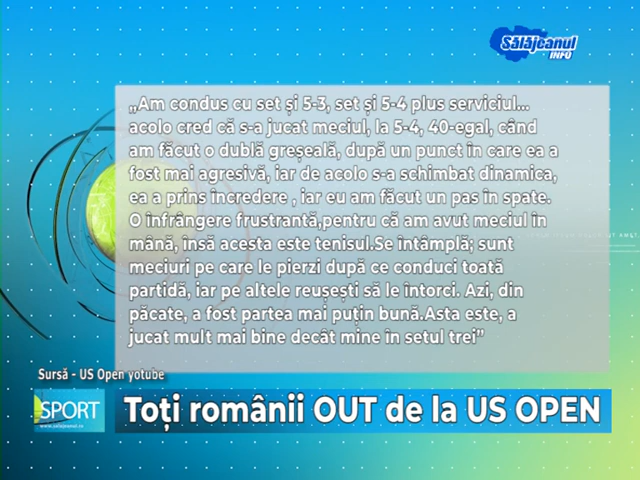 Sălăjeanul
INFO
„Am condus cu set și 5-3, set și 5-4 plus serviciul...
acolo cred că s-a jucat meciul, la 5-4, 40-egal, când
am făcut o dublă greșeală, după un punct în care ea a
fost mai agresivă, iar de acolo s-a schimbat dinamica,
ea a prins încredere , iar eu am făcut un pas în spate.
O înfrângere frustrantă,pentru că am avut meciul în
mână, însă acesta este tenisul.Se întâmplă; sunt
meciuri pe care le pierzi după ce conduci toată
partidă, iar pe altele reușești să le întorci. Azi, din
păcate, a fost partea mai puțin bună.Asta este, a
jucat mult mai bine decât mine în setul trei”
Sursă - US Open yotube
SPORT
www.salajeanul.ro
Toți românii OUT de la US OPEN